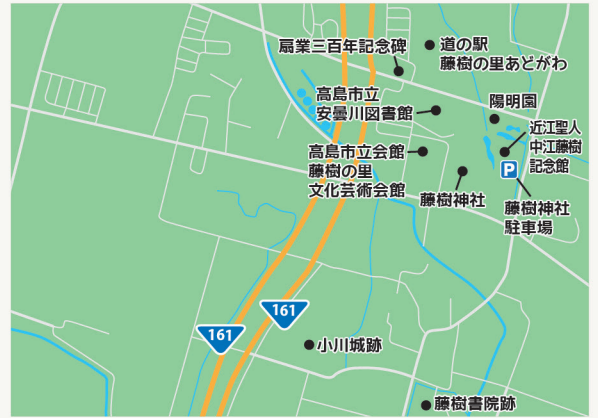 扇業三百年記念碑
道の駅
藤樹の里あどがわ
高島市立
安曇川図書館
陽明園
近江聖人
中江藤樹
記念館
高島市立会館
藤樹の里
文化芸術会館
藤樹神社
P
藤樹神社
駐車場
161
161
小川城跡
藤樹書院跡